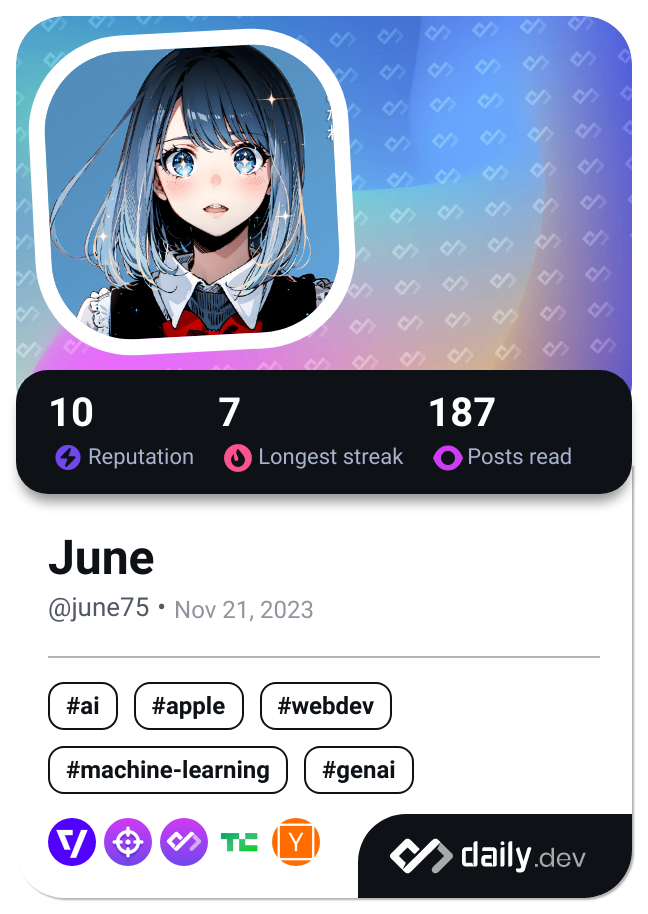 10 7 187
Reputation Longest streak Posts read
June
@june75 • Nov 21, 2023
#ai #apple #webdev
#machine-learning #genai
TC Y
daily.dev